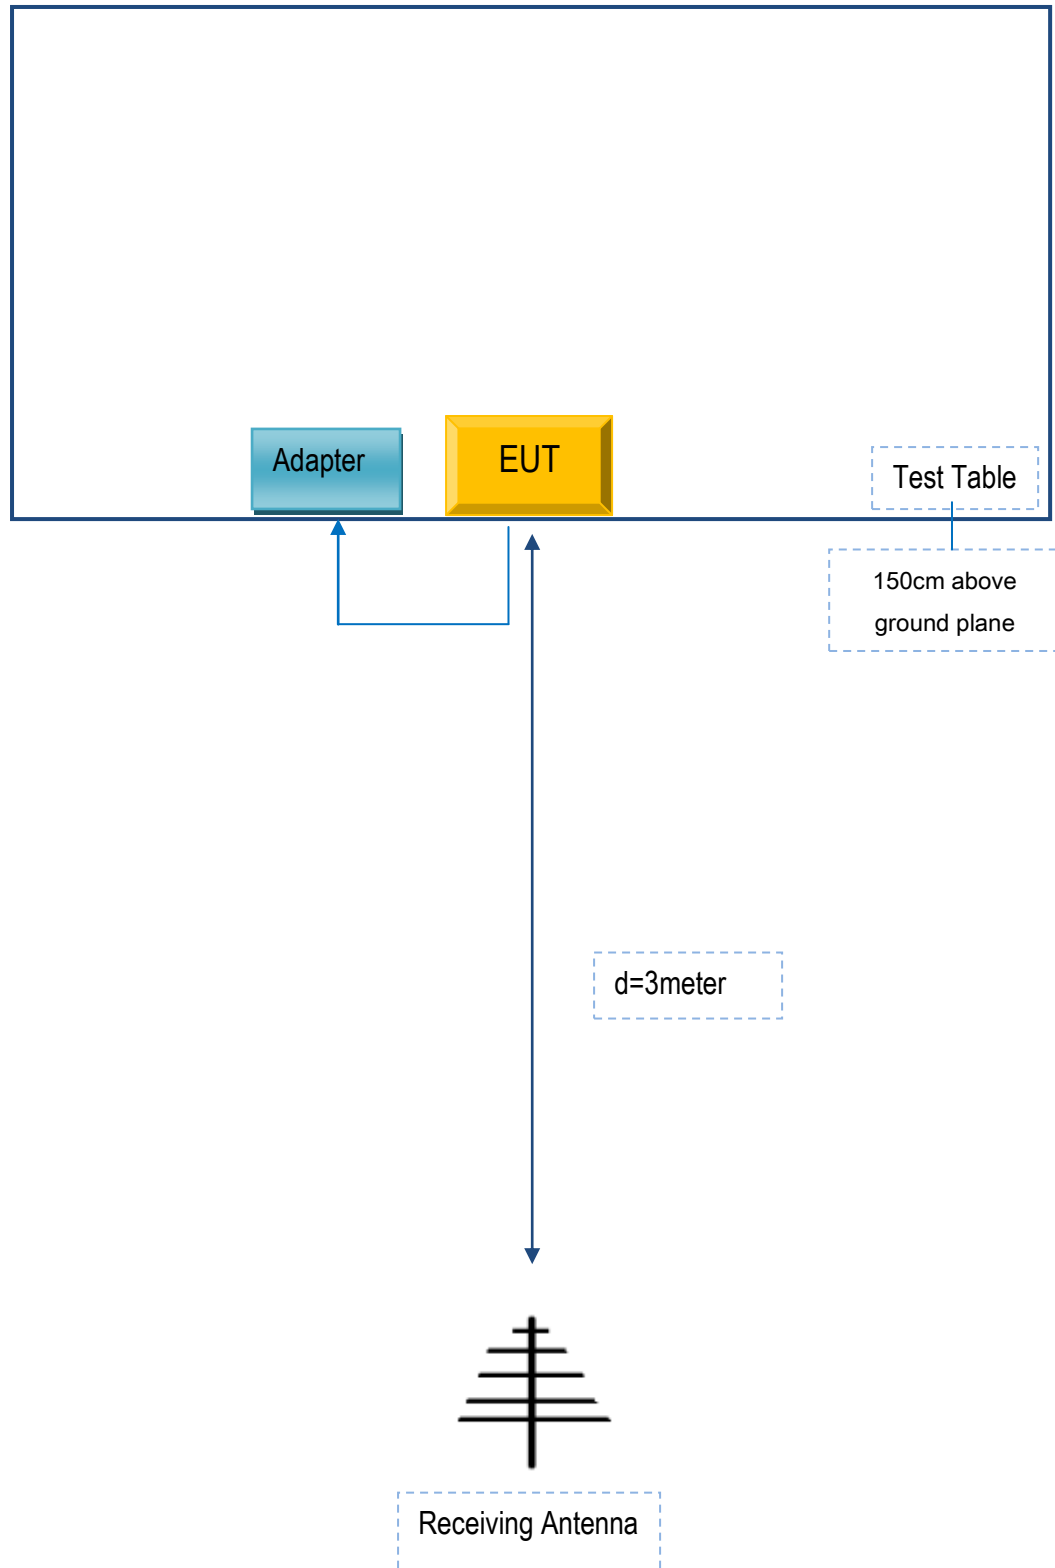 Adapter
EUT
Test Table
150cm above
ground plane
d=3meter
Receiving Antenna